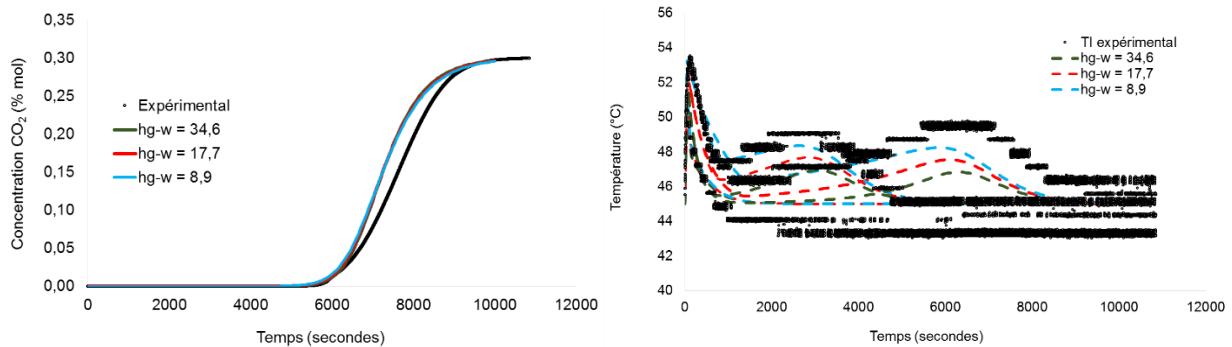 0,35
0,30
0,25
0,20
0,15
0,10
0,05
0,00
Concentration CO₂ (% mol)
Expérimental
hg-w = 34,6
hg-w = 17,7
hg-w = 8,9
0 2000 4000 6000 8000 10000 12000
Temps (secondes)
56
54
52
50
48
46
44
42
40
Température (°C)
TI expérimental
hg-w = 34,6
hg-w = 17,7
hg-w = 8,9
0 2000 4000 6000 8000 10000 12000
Temps (secondes)